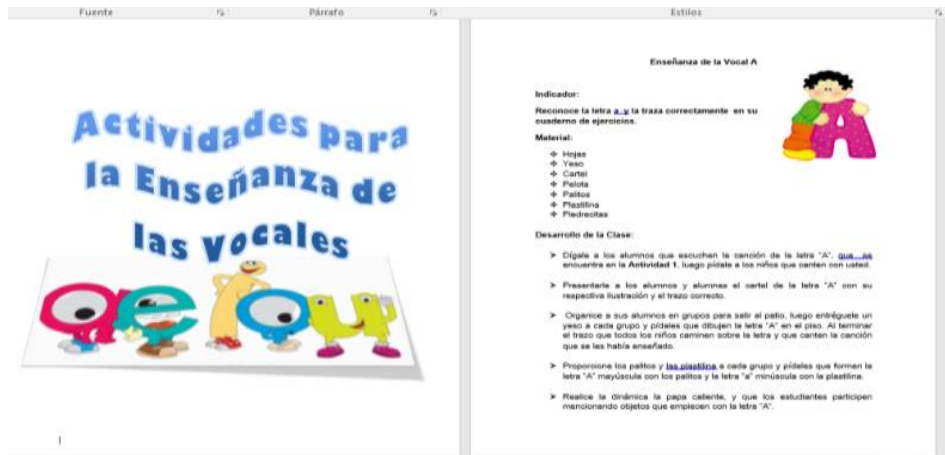 Fuente
Párrafo
Estilos
Actividades para
la Enseñanza de
las Vocales
aeiou
Enseñanza de la Vocal A
Indicador:
Reconoce la letra a y la traza correctamente en su
cuaderno de ejercicios.
Material:
Hojas
Yeso
Cartel
Pelota
Palitos
Plastilina
Piedrecitas
Desarrollo de la Clase:
Dígale a los alumnos que escuchen la canción de la letra "A", que se
encuentra en la Actividad 1, luego pídale a los niños que canten con usted.
Presentarle a los alumnos y alumnas el cartel de la letra "A" con su
respectiva ilustración y el trazo correcto.
Organice a sus alumnos en grupos para salir al patio, luego entréguele un
yeso a cada grupo y pídeles que dibujen la letra "A" en el piso. Al terminar
el trazo que todos los niños caminen sobre la letra y que canten la canción
que se les había enseñado.
Proporcione los palitos y las plastilina a cada grupo y pídeles que formen la
letra "A" mayúscula con los palitos y la letra "a" minúscula con la plastilina.
Realice la dinámica la papa caliente, y que los estudiantes participen
mencionando objetos que empiecen con la letra "A".
A